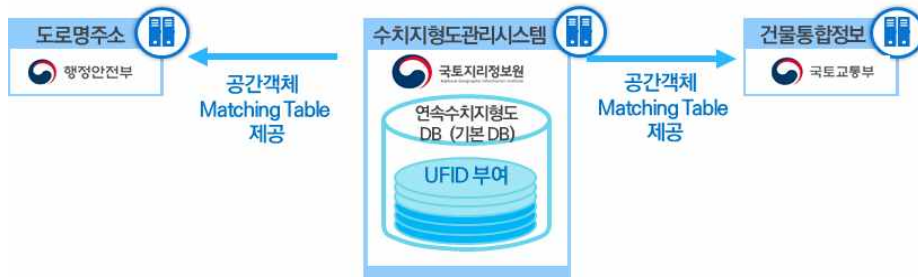 도로명주소
행정안전부
공간객체
Matching Table
제공
수치지형도관리시스템
국토지리정보원
연속수치지형도
DB (기본 DB)
UFID 부여
공간객체
Matching Table
제공
건물통합정보
국토교통부